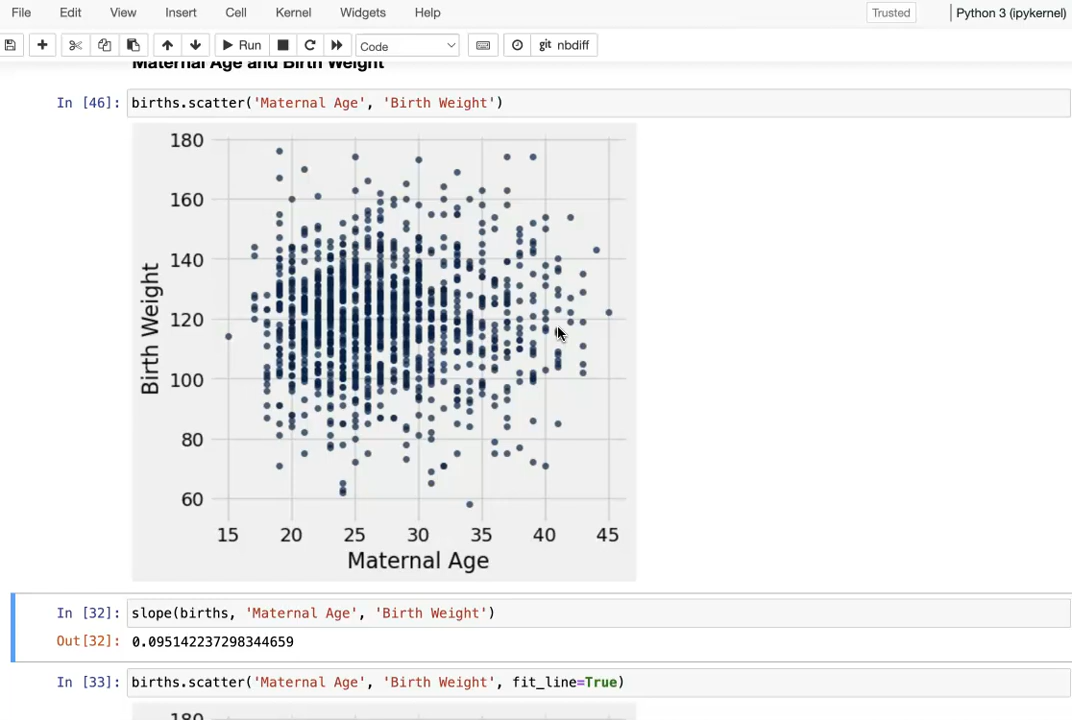 File Edit View Insert Cell Kernel Widgets Help Trusted Python 3 (ipykernel)
Run Code git nbdiff
Maternal Age and Birth Weight
In [46]: births.scatter('Maternal Age', 'Birth Weight')
180
160
140
120
100
80
60
Birth Weight
15 20 25 30 35 40 45
Maternal Age
In [32]: slope(births, 'Maternal Age', 'Birth Weight')
Out[32]: 0.095142237298344659
In [33]: births.scatter('Maternal Age', 'Birth Weight', fit_line=True)
180